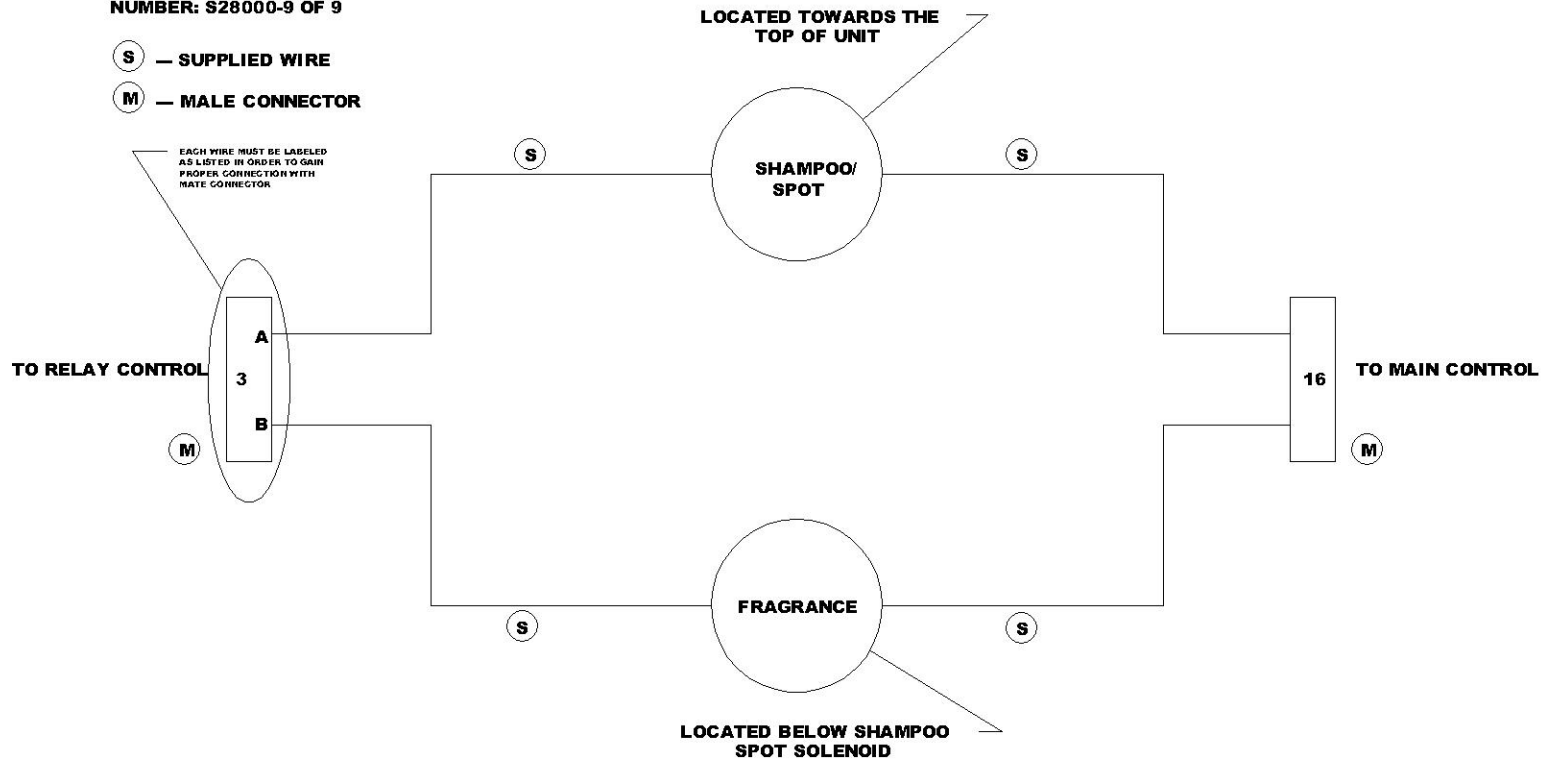 NUMBER: S28000-9 OF 9
S — SUPPLIED WIRE
M — MALE CONNECTOR
EACH WIRE MUST BE LABELED
AS LISTED IN ORDER TO GAIN
PROPER CONNECTION WITH
MATE CONNECTOR
LOCATED TOWARDS THE
TOP OF UNIT
S
SHAMPOO/
SPOT
S
A
TO RELAY CONTROL
3
B
M
16
TO MAIN CONTROL
M
S
FRAGRANCE
S
LOCATED BELOW SHAMPOO
SPOT SOLENOID